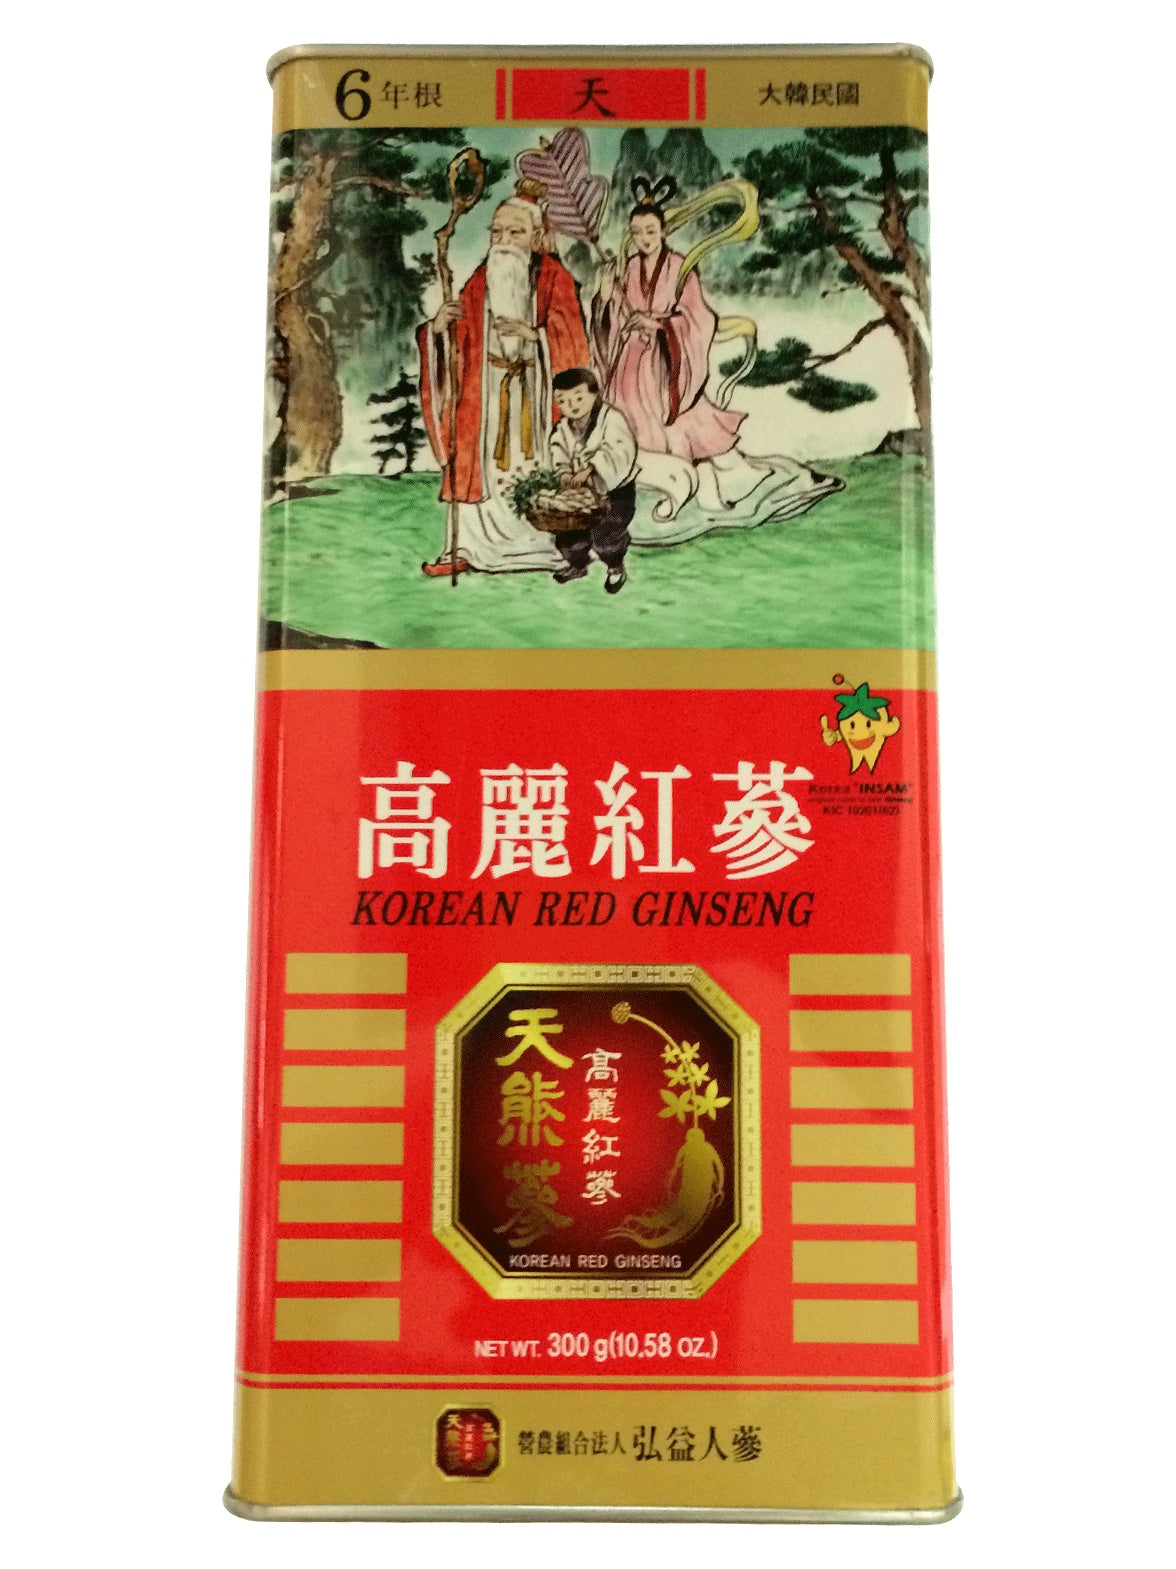 6年根 天 大韓民國
高麗紅蔘
Korea "INSAM"
KOREAN RED GINSENG
天熊蔘
高麗紅蔘
KOREAN RED GINSENG
NET WT. 300 g(10.58 oz.)
營農組合法人 弘益人蔘